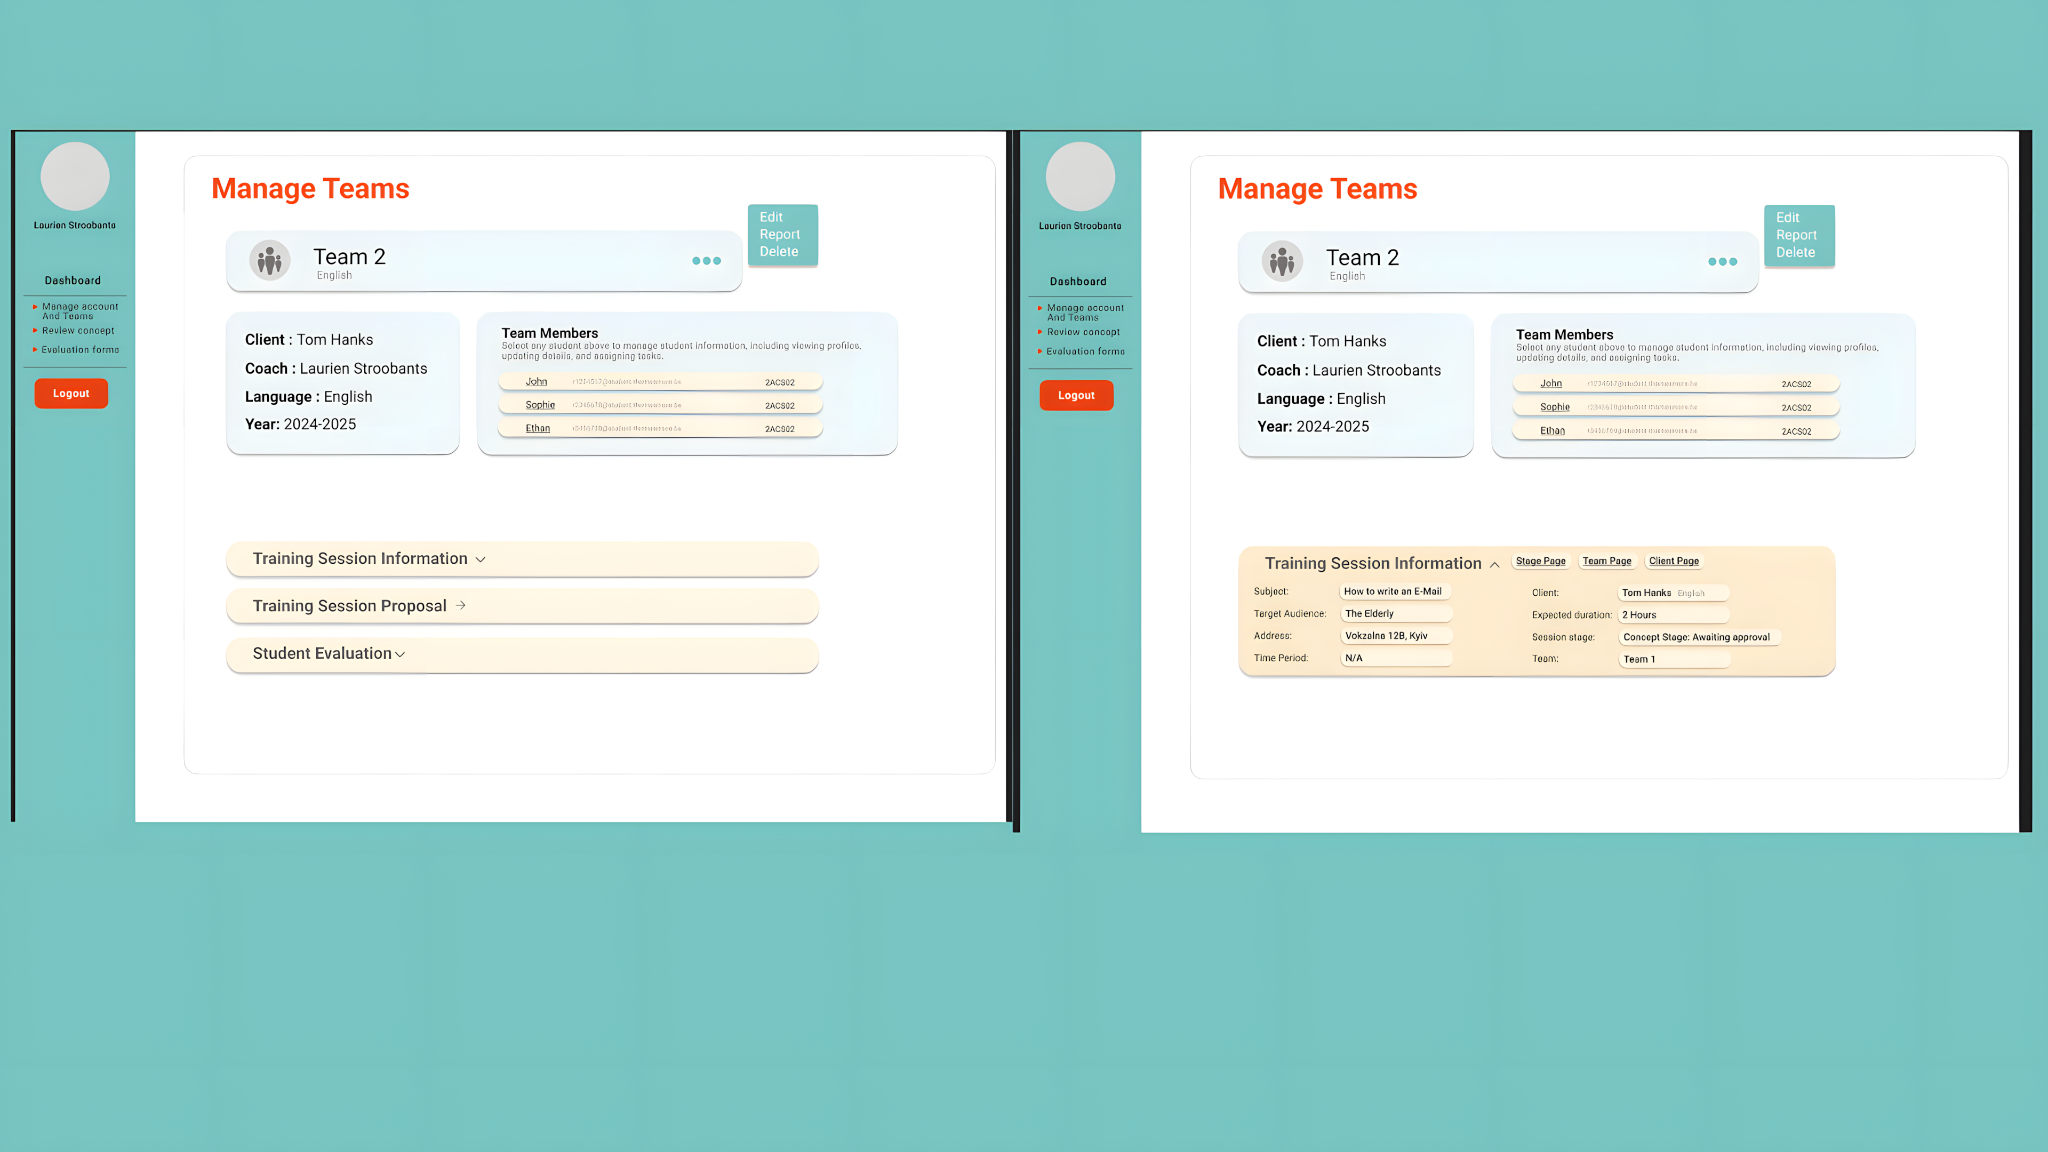 Laurien Stroobants
Dashboard
Manage account
And Teams
Review concept
Evaluation forms
Logout
Manage Teams
Team 2
English
Edit
Report
Delete
Client : Tom Hanks
Coach : Laurien Stroobants
Language : English
Year: 2024-2025
Team Members
Select any student above to manage student information, including viewing profiles,
updating details, and assigning tasks.
John 2ACS02
Sophie 2ACS02
Ethan 2ACS02
Training Session Information
Training Session Proposal
Student Evaluation
Laurien Stroobants
Dashboard
Manage account
And Teams
Review concept
Evaluation forms
Logout
Manage Teams
Team 2
English
Edit
Report
Delete
Client : Tom Hanks
Coach : Laurien Stroobants
Language : English
Year: 2024-2025
Team Members
Select any student above to manage student information, including viewing profiles,
updating details, and assigning tasks.
John 2ACS02
Sophie 2ACS02
Ethan 2ACS02
Training Session Information Stage Page Team Page Client Page
Subject: How to write an E-Mail Client: Tom Hanks English
Target Audience: The Elderly Expected duration: 2 Hours
Address: Vokzalna 12B, Kyiv Session stage: Concept Stage: Awaiting approval
Time Period: N/A Team: Team 1